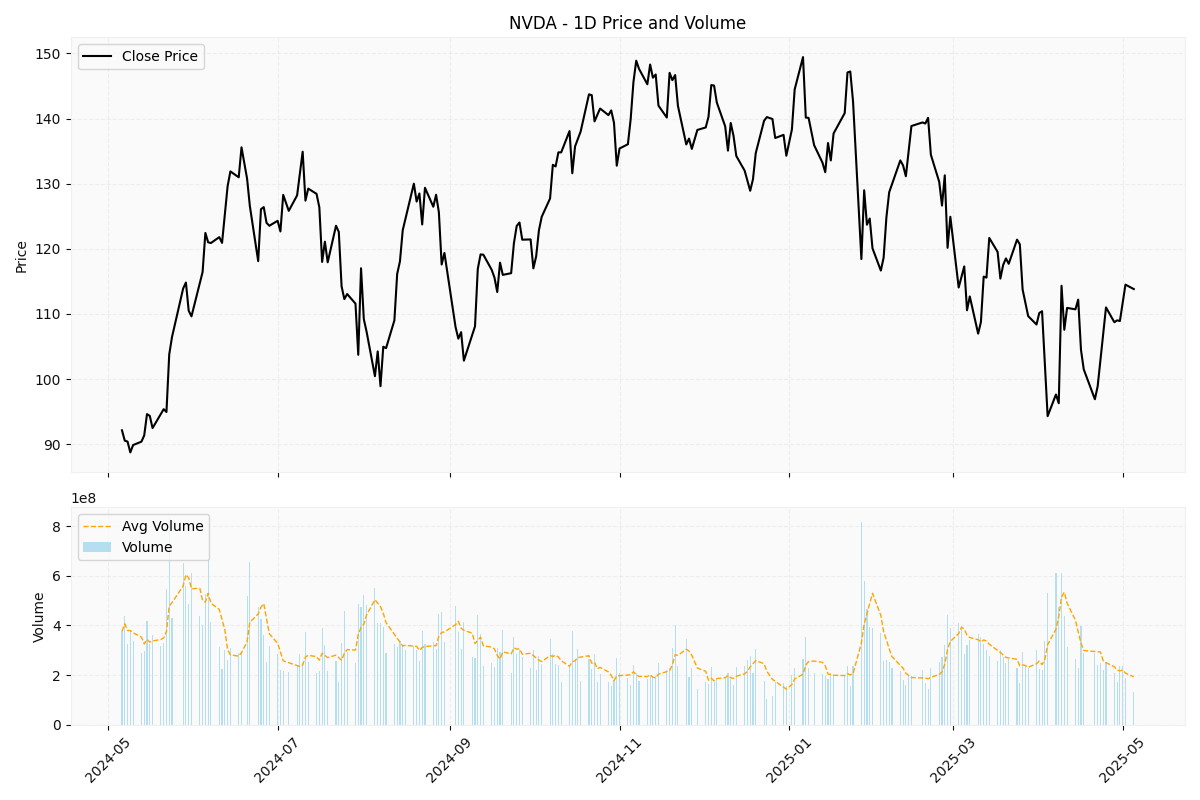 NVDA - 1D Price and Volume
Close Price
150
140
130
120
110
100
90
Price
1e8
Avg Volume
Volume
8
6
4
2
0
Volume
2024-05
2024-07
2024-09
2024-11
2025-01
2025-03
2025-05